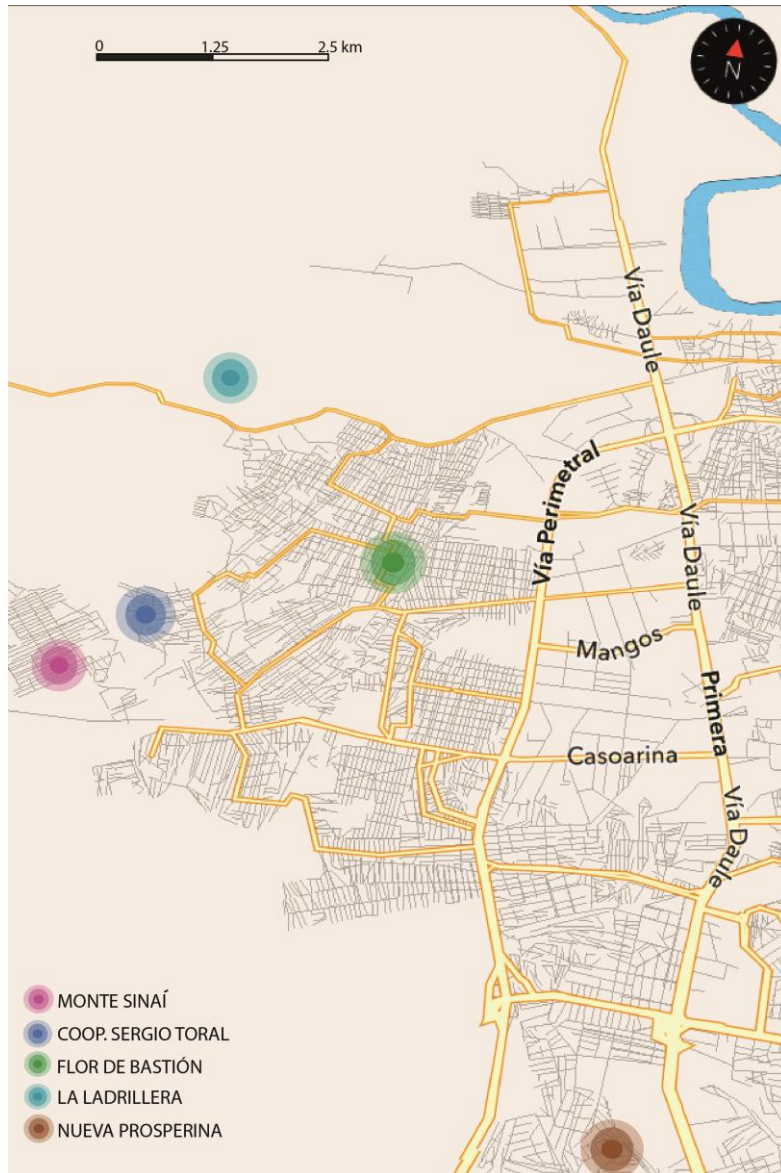 0 1.25 2.5 km
N
Vía Daule
Vía Perimetral
Vía Daule
Mangos
Primera
Casoarina
Vía Daule
MONTE SINAÍ
COOP. SERGIO TORAL
FLOR DE BASTIÓN
LA LADRILLERA
NUEVA PROSPERINA